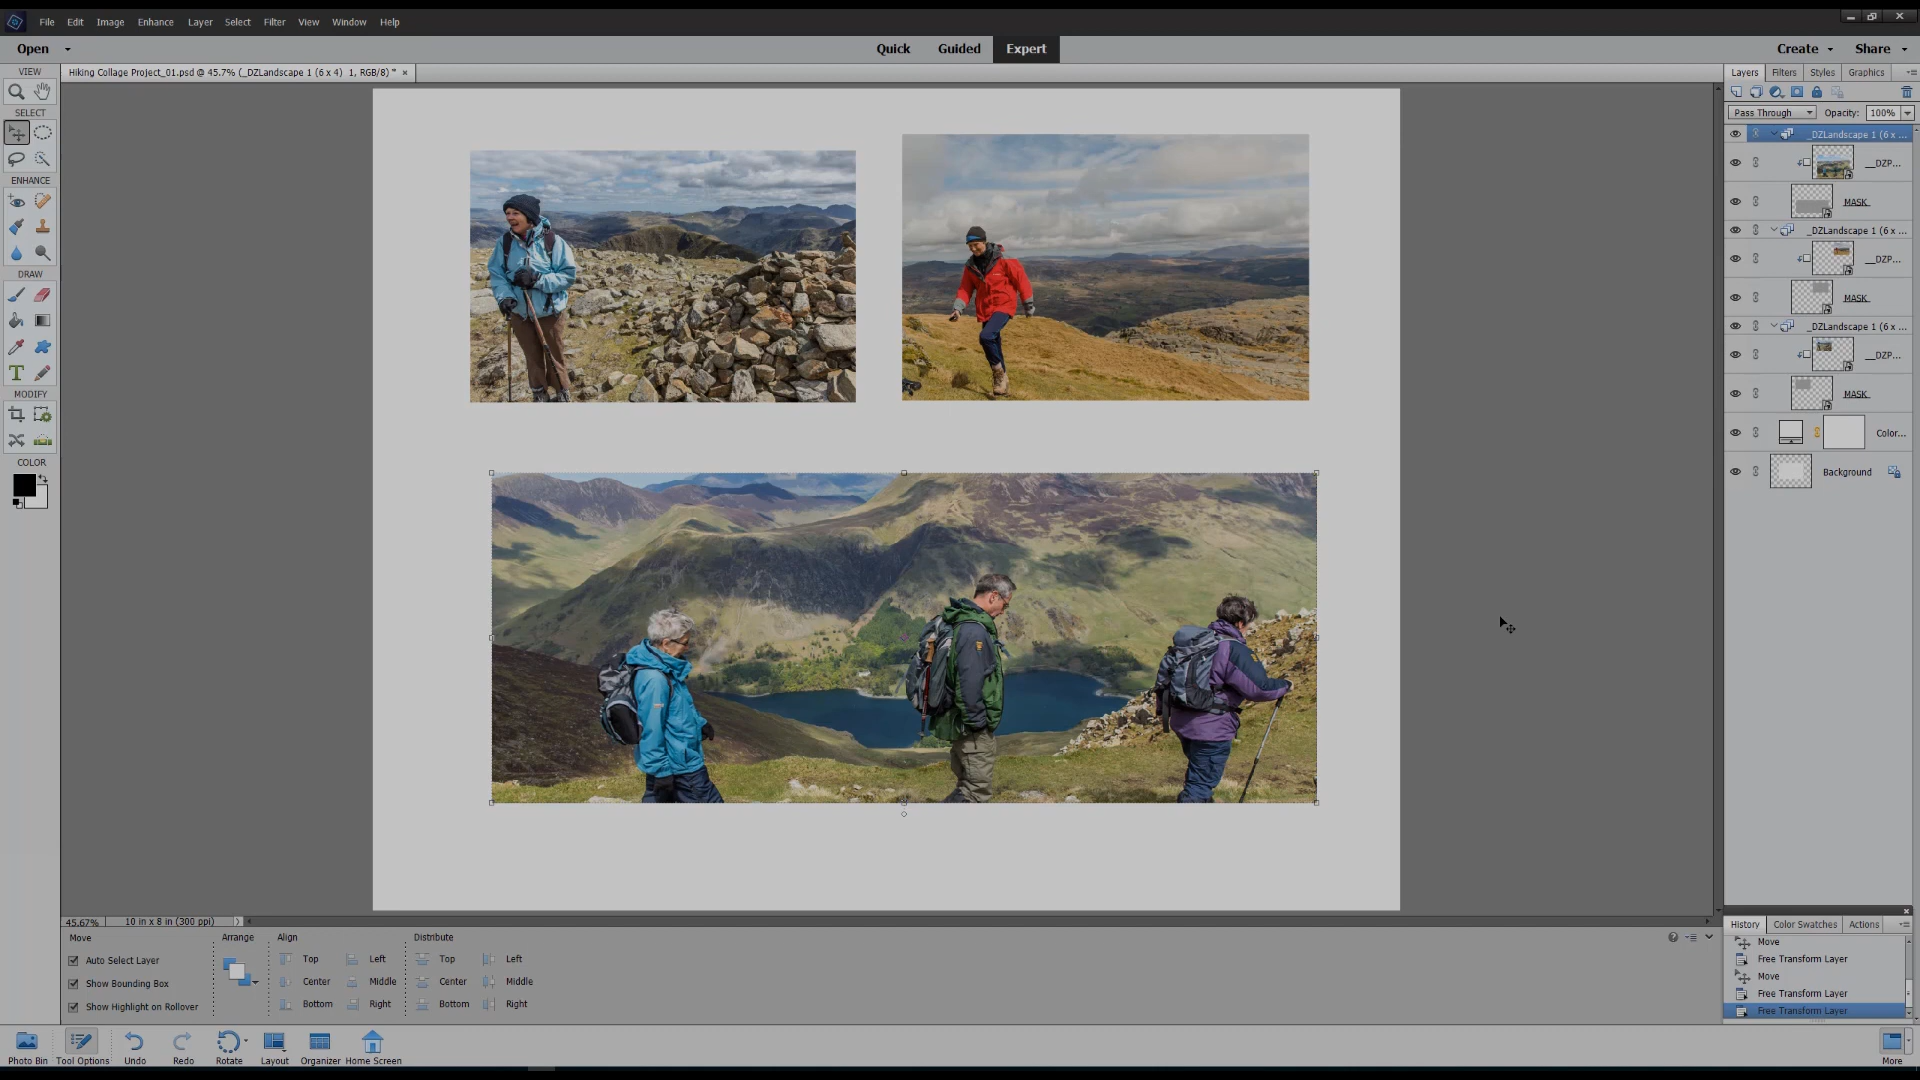 File Edit Image Enhance Layer Select Filter View Window Help
Open Quick Guided Expert Create Share
VIEW
Hiking Collage Project_01.psd @ 45.7% (_DZLandscape 1 (6 x 4) 1, RGB/8) * ×
Layers Filters Styles Graphics
SELECT
Pass Through Opacity: 100%
_DZLandscape 1 (6 x ...
__DZP...
ENHANCE
MASK
_DZLandscape 1 (6 x ...
__DZP...
DRAW
MASK
_DZLandscape 1 (6 x ...
__DZP...
T
MODIFY
MASK
Color...
COLOR
Background
45.67% 10 in x 8 in (300 ppi)
History Color Swatches Actions
Move Arrange Align Distribute
Move
Auto Select Layer Top Left Top Left
Free Transform Layer
Move
Show Bounding Box Center Middle Center Middle
Free Transform Layer
Show Highlight on Rollover Bottom Right Bottom Right
Free Transform Layer
Photo Bin Tool Options Undo Redo Rotate Layout Organizer Home Screen More